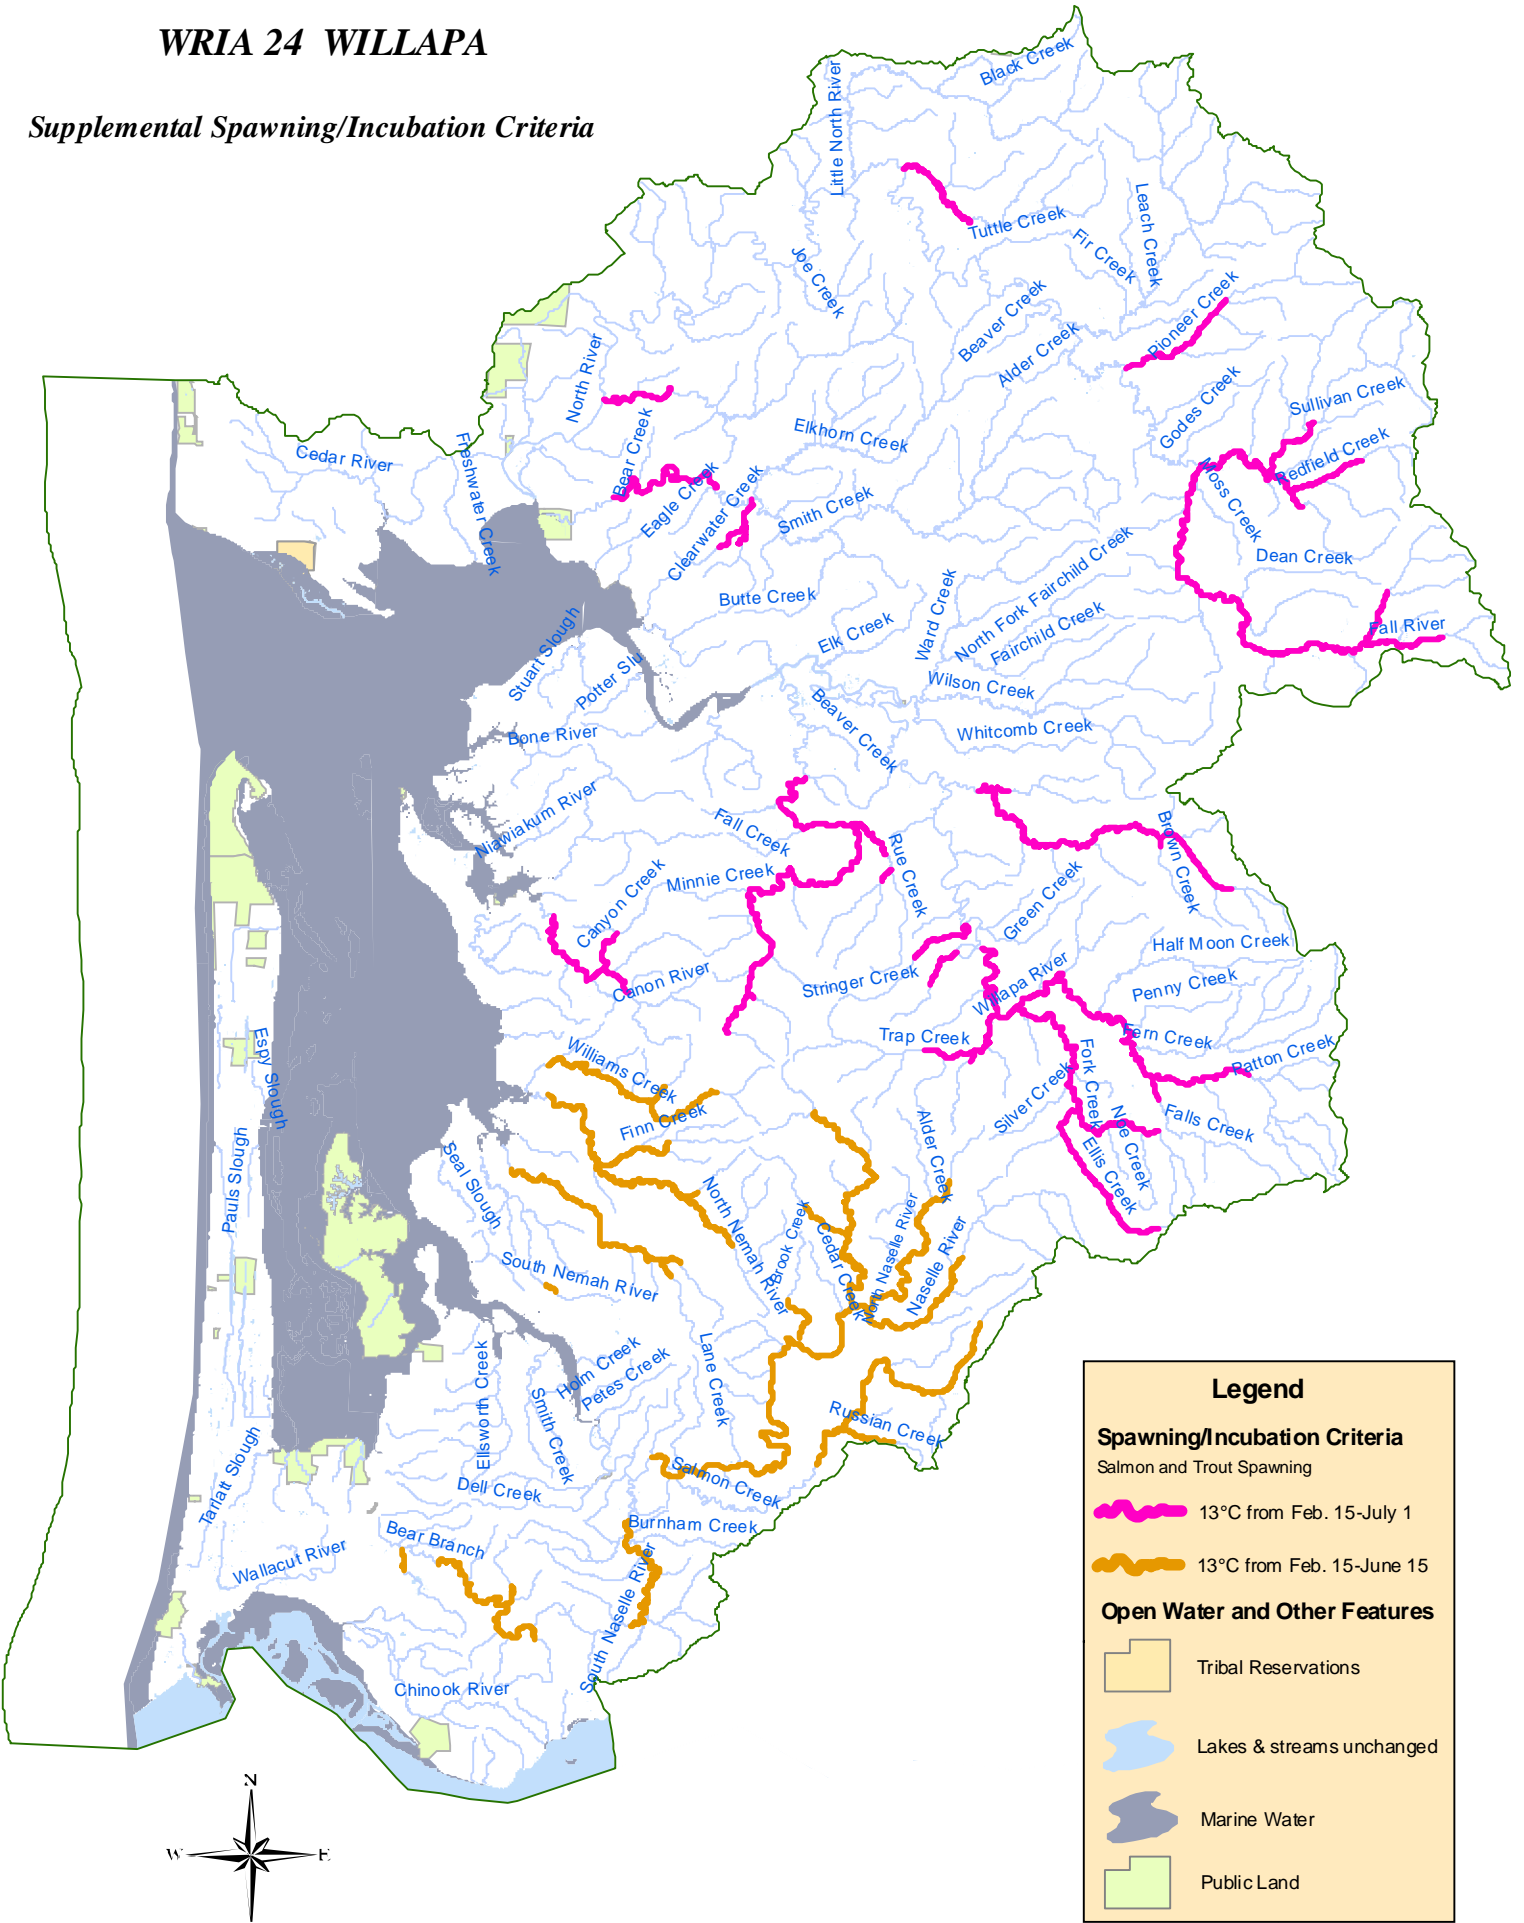 WRIA 24 WILLAPA
Supplemental Spawning/Incubation Criteria
Black Creek
Little North River
Tuttle Creek
Leach Creek
Fir Creek
Joe Creek
Pioneer Creek
Beaver Creek
Alder Creek
North River
Godes Creek
Sullivan Creek
Bear Creek
Elkhorn Creek
Redfield Creek
Cedar River
Freshwater Creek
Eagle Creek
Clearwater Creek
Smith Creek
Moss Creek
Dean Creek
Butte Creek
Ward Creek
North Fork Fairchild Creek
Fairchild Creek
Elk Creek
Fall River
Stuart Slough
Potter Slu
Wilson Creek
Bone River
Beaver Creek
Whitcomb Creek
Niawiakum River
Fall Creek
Rue Creek
Brown Creek
Minnie Creek
Canyon Creek
Green Creek
Half Moon Creek
Canon River
Stringer Creek
Willapa River
Penny Creek
Trap Creek
Fern Creek
Patton Creek
Espy Slough
Williams Creek
Finn Creek
Fork Creek
Silver Creek
Noe Creek
Falls Creek
Ellis Creek
Alder Creek
Pauls Slough
Seal Slough
North Nemah River
Brook Creek
Cedar Creek
North Naselle River
Naselle River
South Nemah River
Lane Creek
Holm Creek
Petes Creek
Ellsworth Creek
Smith Creek
Russian Creek
Tarlatt Slough
Dell Creek
Salmon Creek
Bear Branch
Burnham Creek
Wallacut River
South Naselle River
Chinook River
N
W
E
Legend
Spawning/Incubation Criteria
Salmon and Trout Spawning
13°C from Feb. 15-July 1
13°C from Feb. 15-June 15
Open Water and Other Features
Tribal Reservations
Lakes & streams unchanged
Marine Water
Public Land